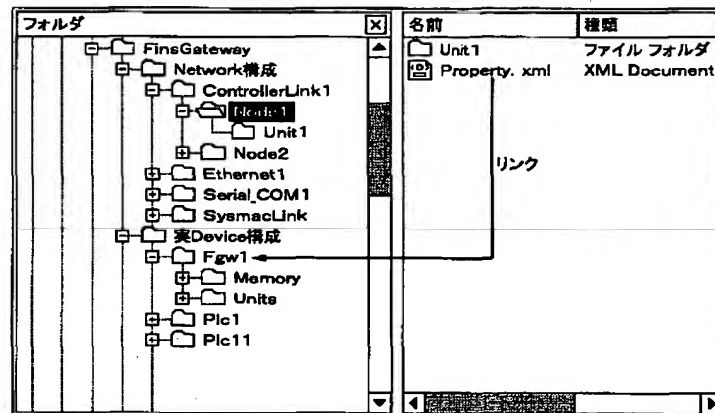 フォルダ
FinsGateway
Network構成
ControllerLink1
Node1
Unit1
Node2
Ethernet1
Serial_COM1
SysmacLink
実Device構成
Fgw1
Memory
Units
Plc1
Plc11
名前 種類
Unit1 ファイル フォルダ
Property. xml XML Document
リンク